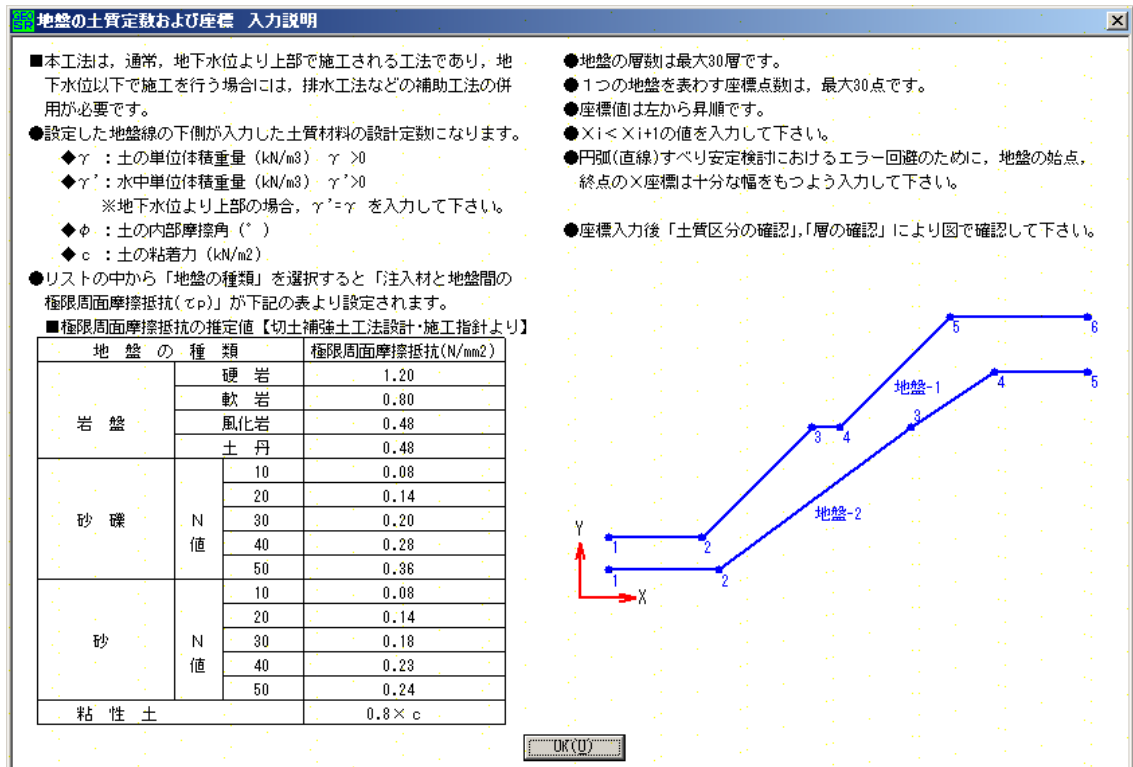 GEO SR 地盤の土質定数および座標 入力説明
■本工法は，通常，地下水位より上部で施工される工法であり，地
下水位以下で施工を行う場合には，排水工法などの補助工法の併
用が必要です。
●設定した地盤線の下側が入力した土質材料の設計定数になります。
◆γ ：土の単位体積重量 (kN/m3) γ >0
◆γ'：水中単位体積重量 (kN/m3) γ'>0
※地下水位より上部の場合，γ'=γ を入力して下さい。
◆φ ：土の内部摩擦角 (°)
◆c ：土の粘着力 (kN/m2)
●リストの中から「地盤の種類」を選択すると「注入材と地盤間の
極限周面摩擦抵抗(τp)」が下記の表より設定されます。
■極限周面摩擦抵抗の推定値【切土補強土工法設計･施工指針より】
地 盤 の 種 類 極限周面摩擦抵抗(N/mm2)
岩 盤 硬 岩 1.20
軟 岩 0.80
風化岩 0.48
土 丹 0.48
砂 礫 N値 10 0.08
20 0.14
30 0.20
40 0.28
50 0.36
砂 N値 10 0.08
20 0.14
30 0.18
40 0.23
50 0.24
粘 性 土 0.8× c
●地盤の層数は最大30層です。
●１つの地盤を表わす座標点数は，最大30点です。
●座標値は左から昇順です。
●Xi＜Xi+1の値を入力して下さい。
●円弧(直線)すべり安定検討におけるエラー回避のために，地盤の始点，
終点のX座標は十分な幅をもつよう入力して下さい。
●座標入力後「土質区分の確認」,「層の確認」により図で確認して下さい。
5 6
地盤-1
4 5
3
3 4
地盤-2
Y
1 2
1 2
X
OK(U)